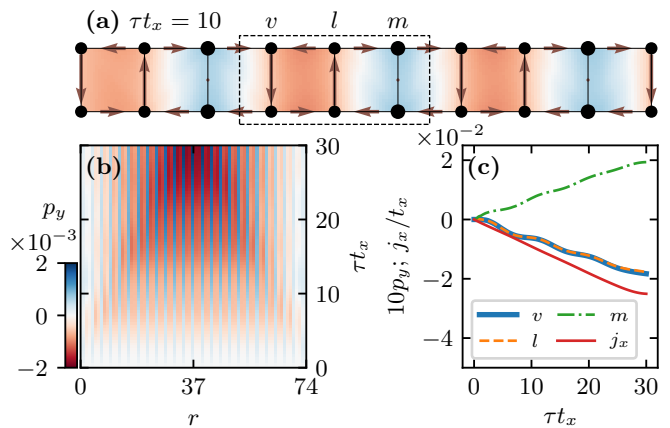 (a) τt_x = 10 v l m
×10⁻²
(b) 30
20
10
0
τt_x
p_y
×10⁻³
2
0
−2
0 37 74
r
(c)
2
0
−2
−4
10p_y; j_x/t_x
v m
l j_x
0 10 20 30
τt_x